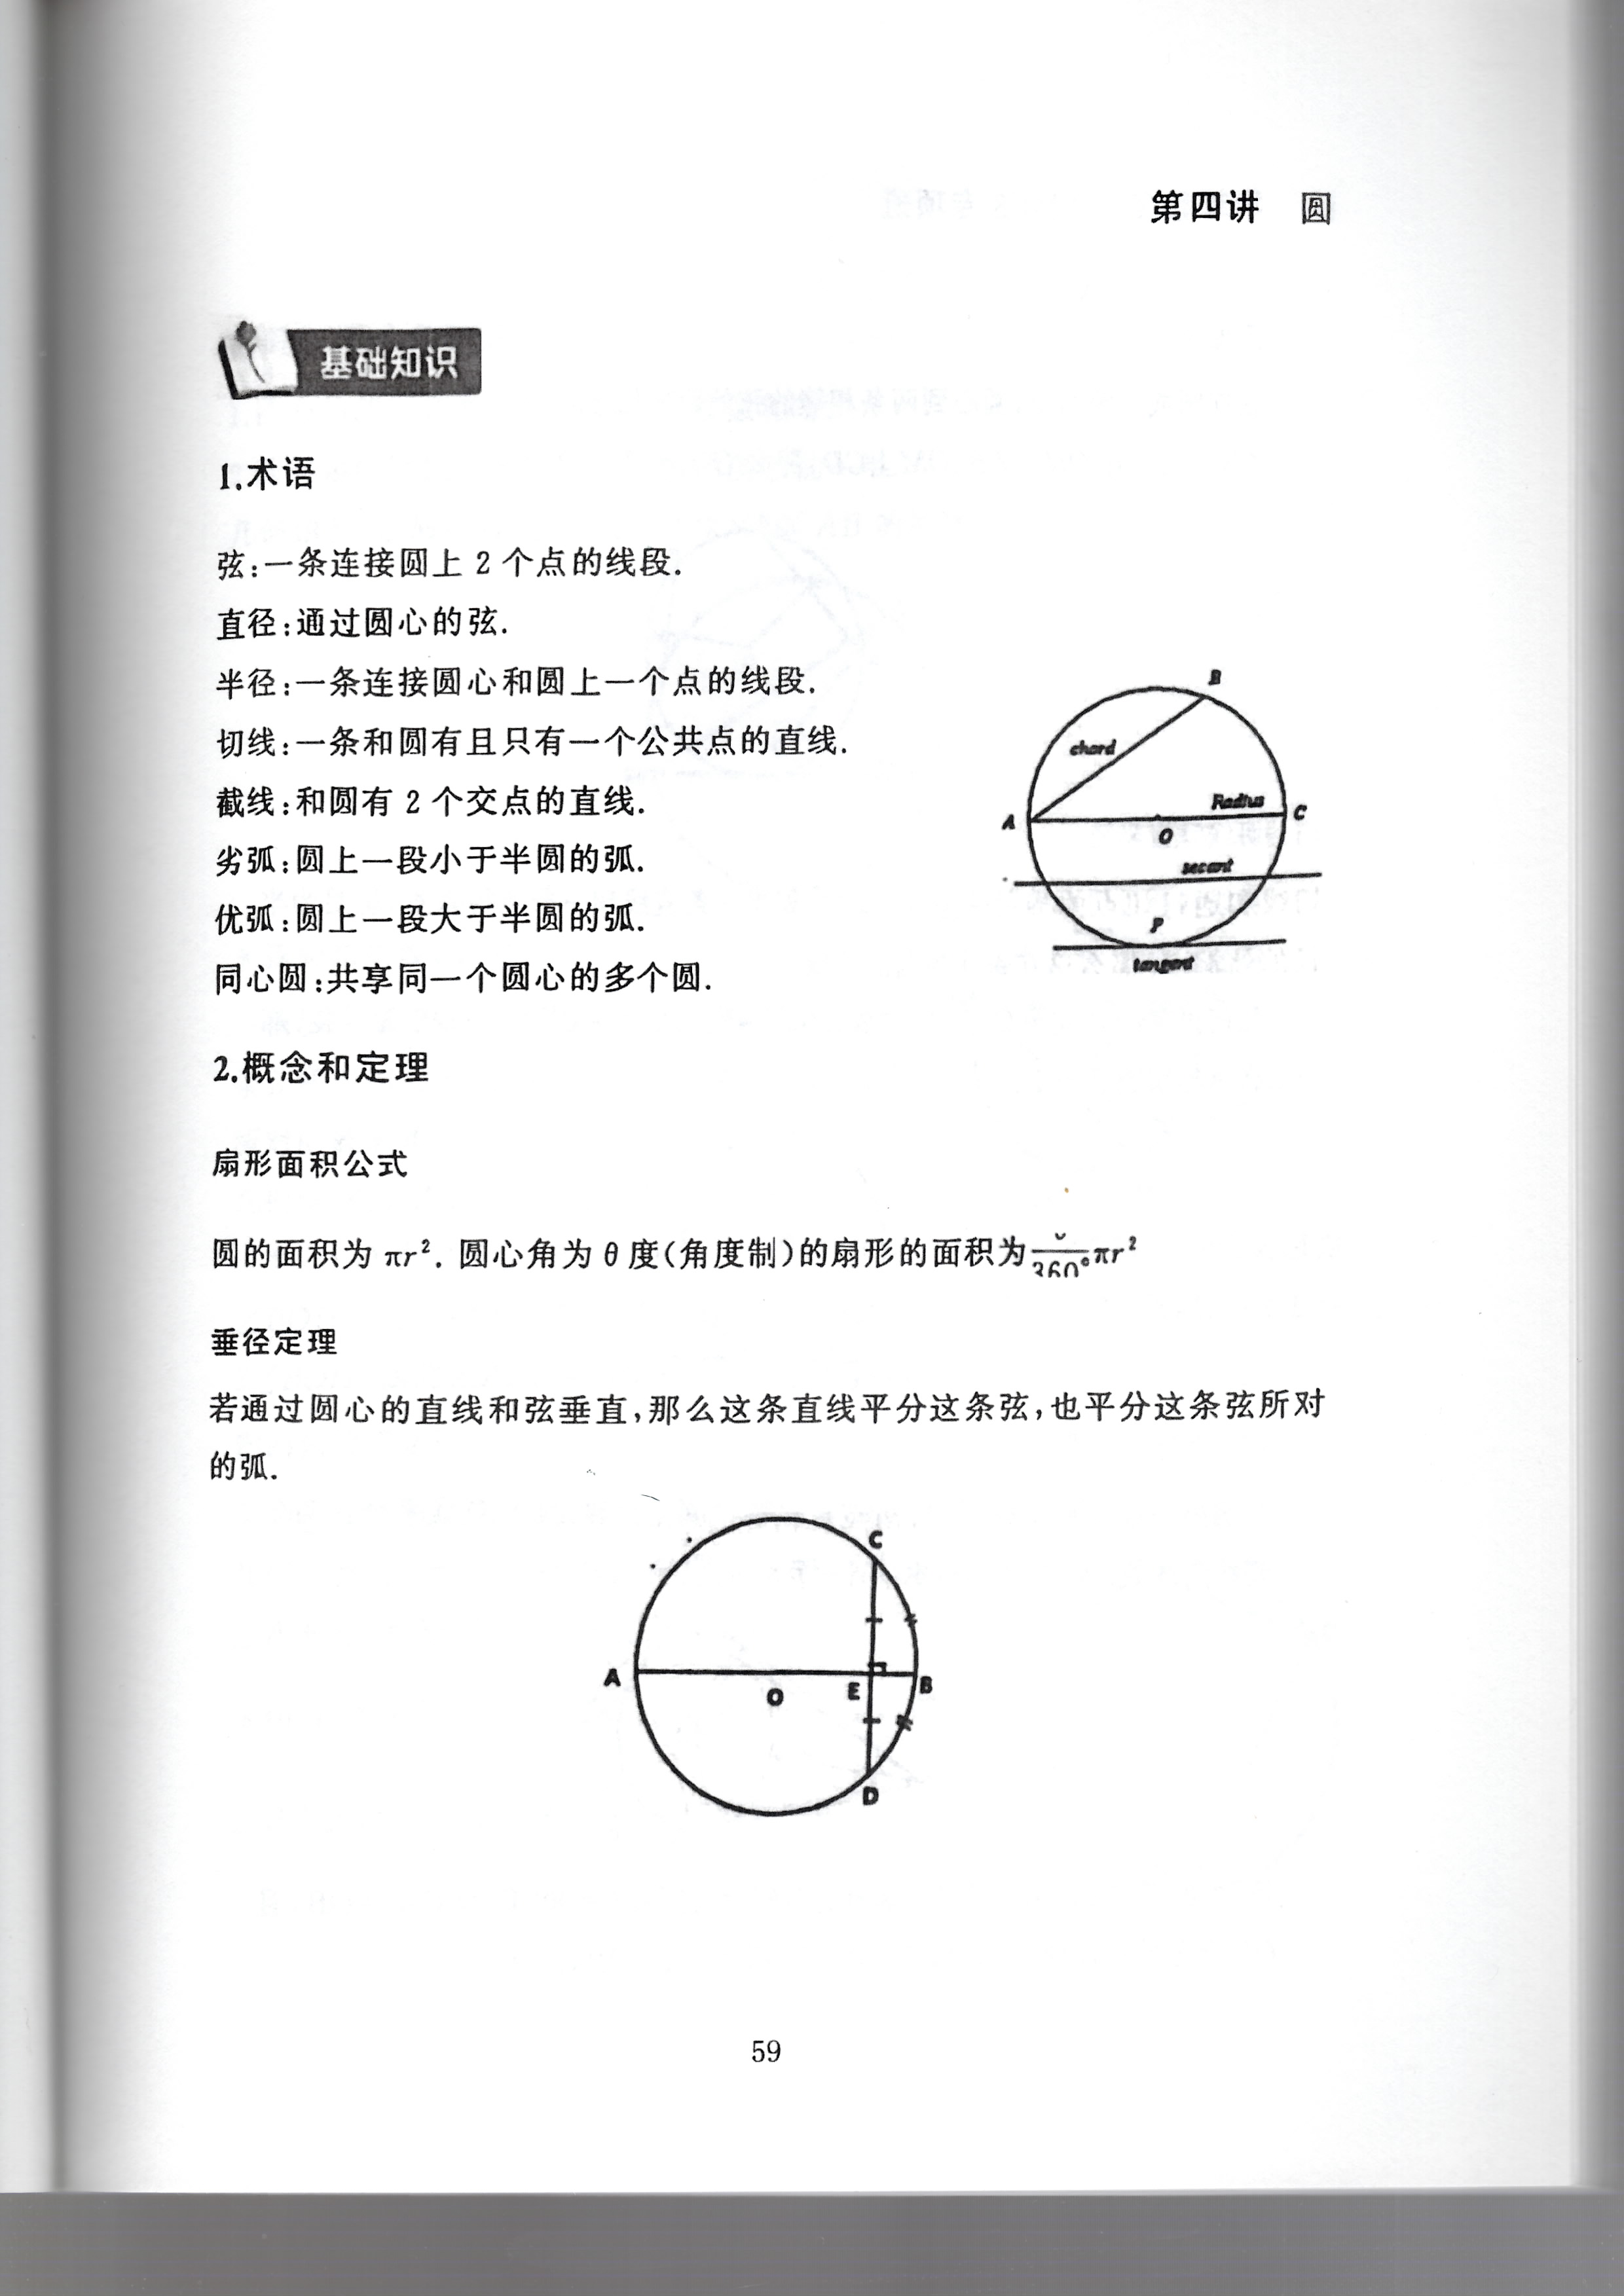 第四讲 圆
基础知识
1.术语
弦:一条连接圆上 2 个点的线段.
直径:通过圆心的弦.
半径:一条连接圆心和圆上一个点的线段.
切线:一条和圆有且只有一个公共点的直线.
截线:和圆有 2 个交点的直线.
劣弧:圆上一段小于半圆的弧.
优弧:圆上一段大于半圆的弧.
同心圆:共享同一个圆心的多个圆.
B
chord
Radius
A
C
O
secant
P
tangent
2.概念和定理
扇形面积公式
圆的面积为 πr². 圆心角为 θ 度(角度制)的扇形的面积为 /360° πr²
垂径定理
若通过圆心的直线和弦垂直,那么这条直线平分这条弦,也平分这条弦所对
的弧.
C
A
O
E
B
D
59